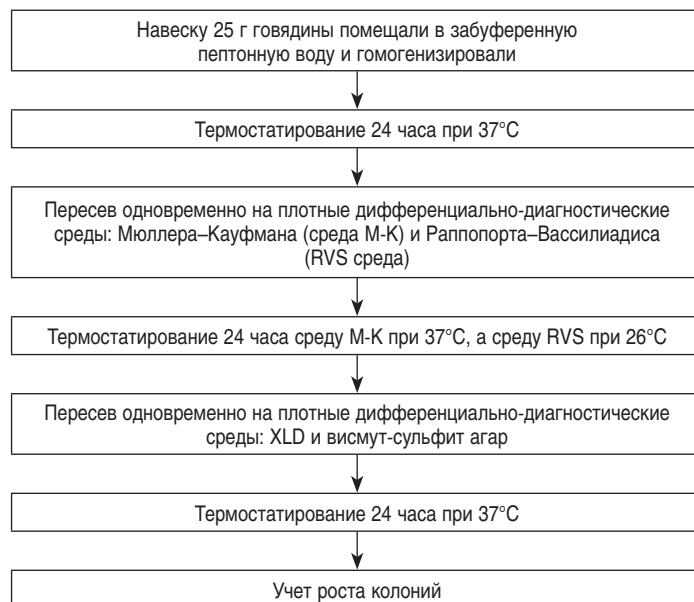 Навеску 25 г говядины помещали в забуференную
пептонную воду и гомогенизировали
Термостатирование 24 часа при 37°C
Пересев одновременно на плотные дифференциально-диагностические
среды: Мюллера–Кауфмана (среда М-К) и Раппопорта–Вассилиадиса
(RVS среда)
Термостатирование 24 часа среду М-К при 37°C, а среду RVS при 26°C
Пересев одновременно на плотные дифференциально-диагностические
среды: XLD и висмут-сульфит агар
Термостатирование 24 часа при 37°C
Учет роста колоний